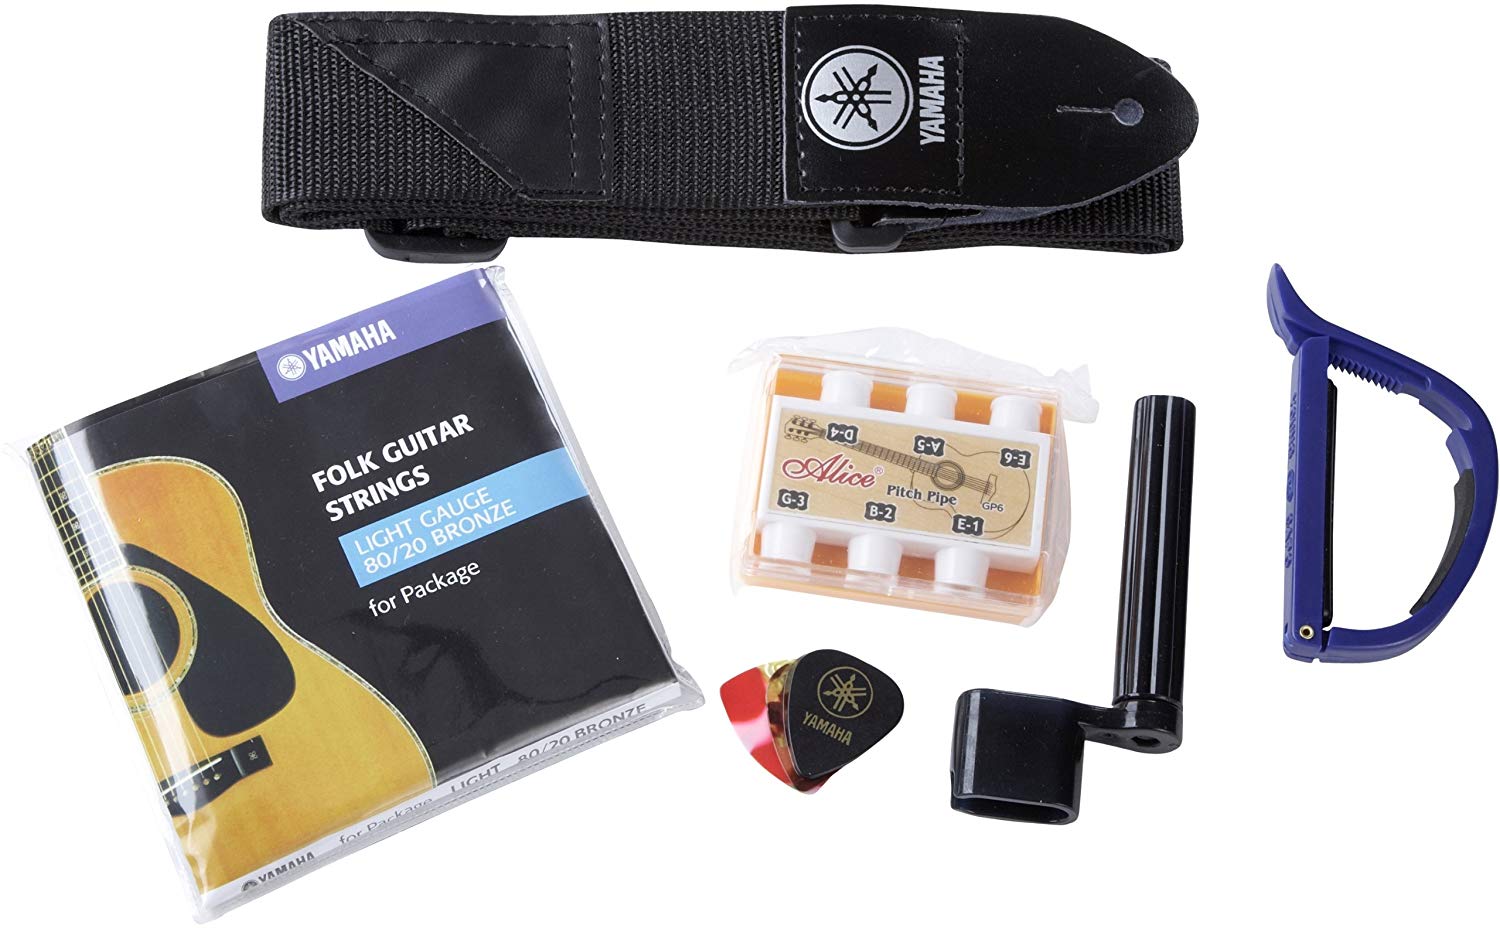 YAMAHA
YAMAHA
FOLK GUITAR
STRINGS
LIGHT GAUGE
80/20 BRONZE
for Package
YAMAHA for Package LIGHT 80/20 BRONZE
D-4 A-5 E-6
Alice®
Pitch Pipe
GP6
G-3 B-2 E-1
YAMAHA